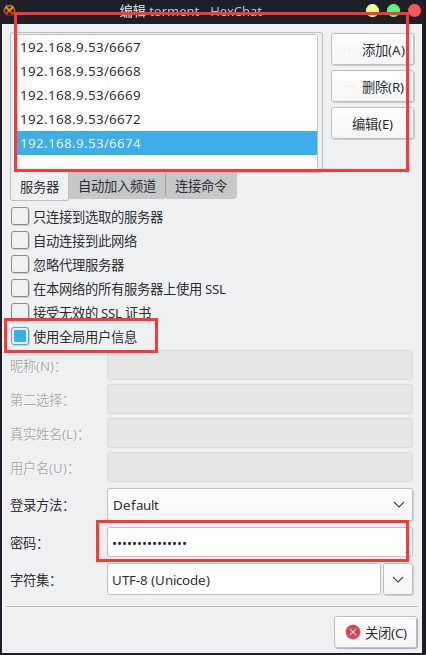 编辑 torment - HexChat
192.168.9.53/6667
192.168.9.53/6668
192.168.9.53/6669
192.168.9.53/6672
192.168.9.53/6674
添加(A)
删除(R)
编辑(E)
服务器 自动加入频道 连接命令
只连接到选取的服务器
自动连接到此网络
忽略代理服务器
在本网络的所有服务器上使用 SSL
接受无效的 SSL 证书
使用全局用户信息
昵称(N):
第二选择:
真实姓名(L):
用户名(U):
登录方法: Default
密码: •••••••••••••••
字符集: UTF-8 (Unicode)
关闭(C)